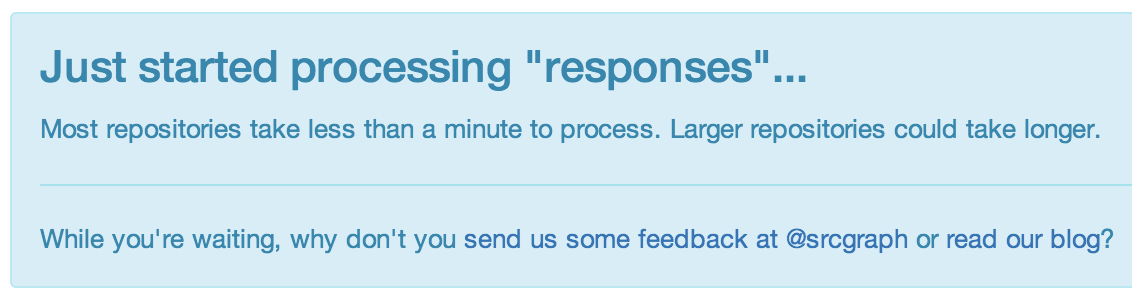 Just started processing "responses"...
Most repositories take less than a minute to process. Larger repositories could take longer.
While you're waiting, why don't you send us some feedback at @srcgraph or read our blog?